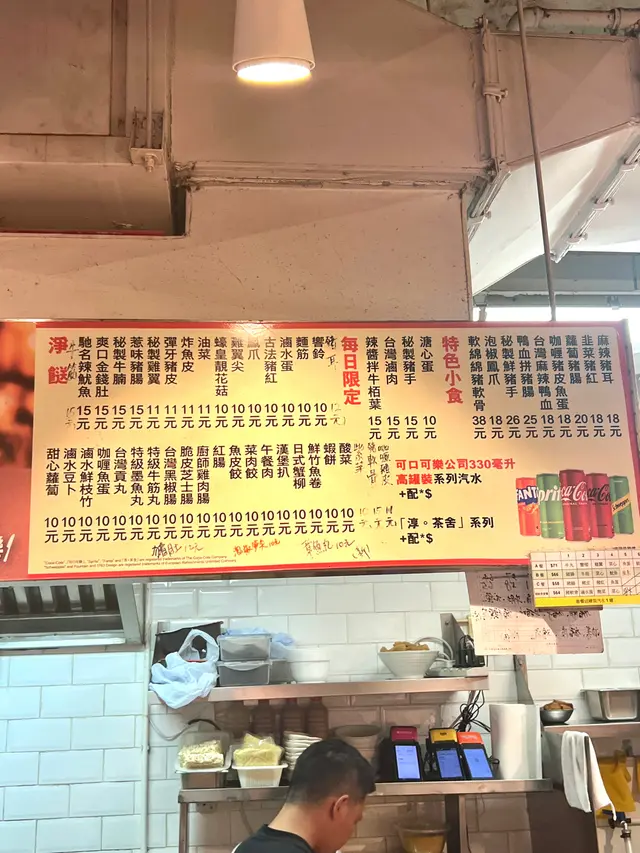 淨餸
馳名辣魷魚 15元
爽口金錢肚 15元
秘製牛腩 15元
惹味豬腸 15元
秘製雞翼 11元
彈牙豬皮 11元
炸魚皮 11元
油菜 11元
蠔皇靚花菇 10元
雞翼尖 10元
鳳爪 10元
古法豬紅 10元
滷水蛋 10元
麵筋 10元
響鈴 10元
豬耳 12元
每日限定
辣醬拌牛栢葉 15元
台灣滷肉 15元
秘製豬手 15元
溏心蛋 10元
特色小食
軟綿綿豬軟骨 38元
泡椒鳳爪 18元
秘製鮮豬手 26元
鴨血拼豬腸 25元
台灣麻辣鴨血 18元
咖喱豬皮魚蛋 18元
蘿蔔豬腸 20元
韭菜豬紅 18元
麻辣豬耳 18元
甜心蘿蔔 10元
滷水豆卜 10元
滷水鮮枝竹 10元
咖喱魚蛋 10元
台灣貢丸 10元
特級墨魚丸 10元
特級牛筋丸 10元
台灣黑椒腸 10元
脆皮芝士腸 10元
廚師雞肉腸 10元
紅腸 10元
魚皮餃 10元
菜肉餃 10元
午餐肉 10元
漢堡扒 10元
日式蟹柳 10元
鮮竹魚卷 10元
蝦餅 10元
酸菜 10元
可口可樂公司330毫升
高罐裝系列汽水
+配*$
「淳。茶舍」系列
+配*$